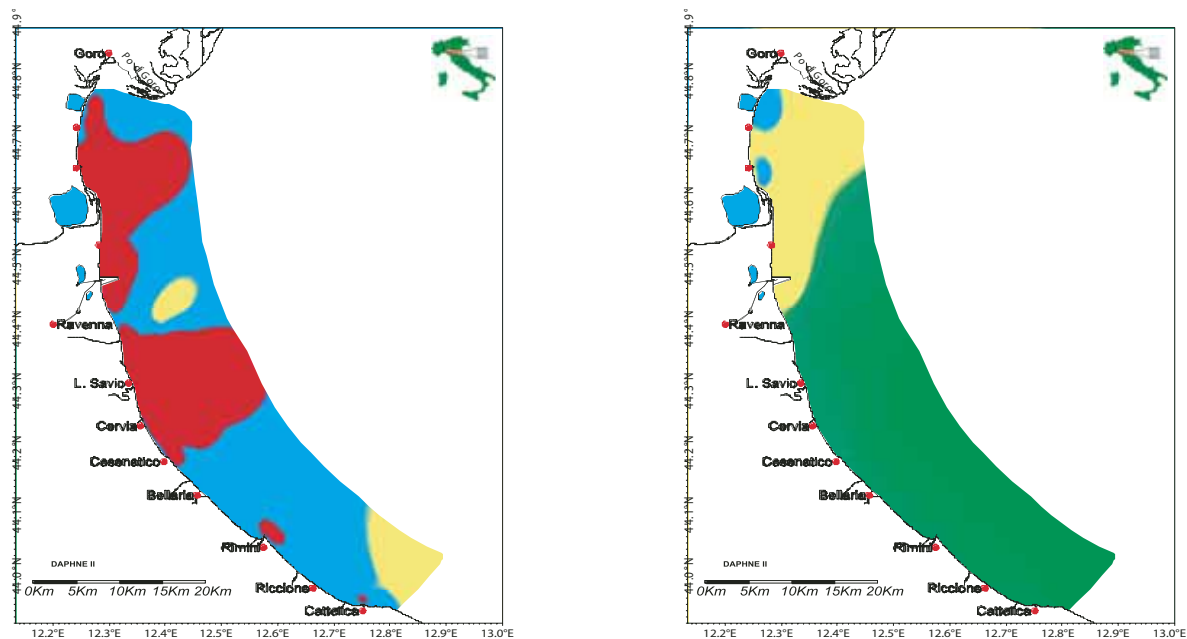 Goro
Po di Goro
Ravenna
L. Savio
Cervia
Cesenatico
Bellaria
Rimini
Riccione
Cattolica
DAPHNE II
0Km 5Km 10Km 15Km 20Km
44.9°
44.8°N
44.7°N
44.6°N
44.5°N
44.4°N
44.3°N
44.2°N
44.1°N
44.0°N
12.2°E 12.3°E 12.4°E 12.5°E 12.6°E 12.7°E 12.8°E 12.9°E 13.0°E
Goro
Po di Goro
Ravenna
L. Savio
Cervia
Cesenatico
Bellaria
Rimini
Riccione
Cattolica
DAPHNE II
0Km 5Km 10Km 15Km 20Km
44.9°
44.8°N
44.7°N
44.6°N
44.5°N
44.4°N
44.3°N
44.2°N
44.1°N
44.0°N
12.2°E 12.3°E 12.4°E 12.5°E 12.6°E 12.7°E 12.8°E 12.9°E 13.0°E